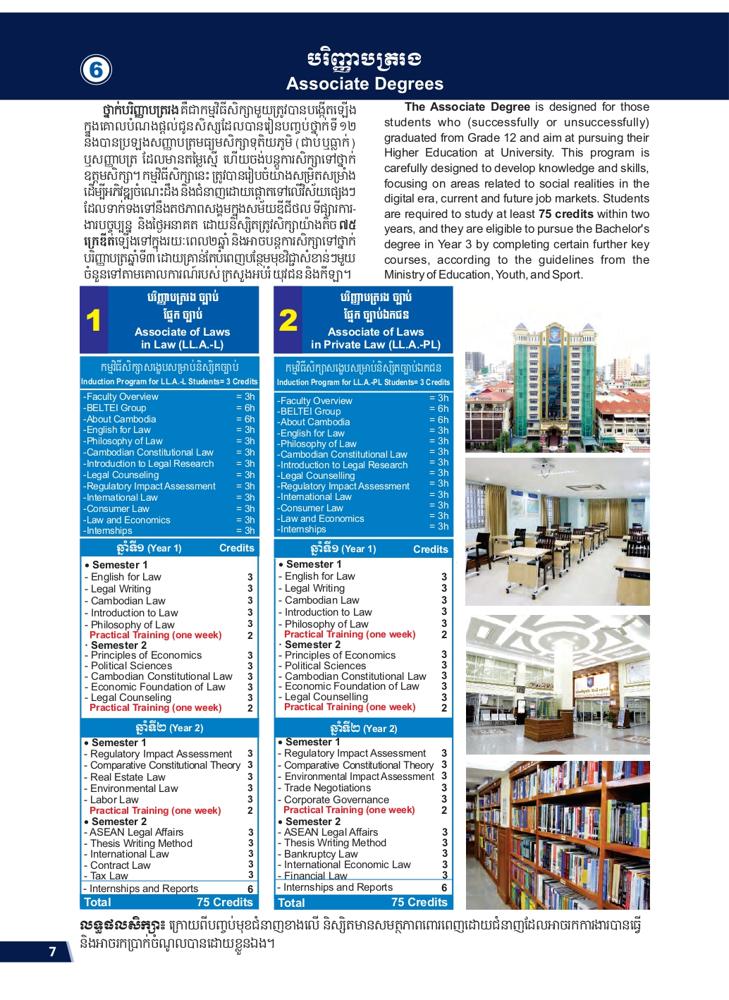 6
បរិញ្ញាបត្ររង
Associate Degrees
ថ្នាក់បរិញ្ញាបត្ររង គឺជាកម្មវិធីសិក្សាមួយត្រូវបានបង្កើតឡើង
ក្នុងគោលបំណងផ្តល់ជូនសិស្សដែលបានរៀនបញ្ចប់ថ្នាក់ទី ១២
និងបានប្រឡងសញ្ញាបត្រមធ្យមសិក្សាទុតិយភូមិ (ជាប់ ឬធ្លាក់)
ឬសញ្ញាបត្រ ដែលមានតម្លៃស្មើ ហើយចង់បន្តការសិក្សាទៅថ្នាក់
ឧត្តមសិក្សា។ កម្មវិធីសិក្សានេះ ត្រូវបានរៀបចំយ៉ាងសម្រិតសម្រាំង
ដើម្បីអភិវឌ្ឍចំណេះដឹង និងជំនាញដោយផ្តោតទៅលើវិស័យផ្សេងៗ
ដែលទាក់ទងទៅនឹងតថភាពសង្គមក្នុងសម័យឌីជីថល ទីផ្សារការ-
ងារបច្ចុប្បន្ន និងថ្ងៃអនាគត ដោយនិស្សិតត្រូវសិក្សាយ៉ាងតិច ៧៥
ក្រេឌីតឡើងទៅក្នុងរយៈពេល២ឆ្នាំ និងអាចបន្តការសិក្សាទៅថ្នាក់
បរិញ្ញាបត្រឆ្នាំទី៣ ដោយគ្រាន់តែបំពេញបន្ថែមមុខវិជ្ជាសំខាន់ៗមួយ
ចំនួនទៅតាមគោលការណ៍របស់ ក្រសួងអប់រំ យុវជន និងកីឡា។
The Associate Degree is designed for those
students who (successfully or unsuccessfully)
graduated from Grade 12 and aim at pursuing their
Higher Education at University. This program is
carefully designed to develop knowledge and skills,
focusing on areas related to social realities in the
digital era, current and future job markets. Students
are required to study at least 75 credits within two
years, and they are eligible to pursue the Bachelor's
degree in Year 3 by completing certain further key
courses, according to the guidelines from the
Ministry of Education, Youth, and Sport.
1
បរិញ្ញាបត្ររង ច្បាប់
ផ្នែក ច្បាប់
Associate of Laws
in Law (LL.A.-L)
កម្មវិធីសិក្សាសង្ខេបសម្រាប់និស្សិតច្បាប់
Induction Program for LL.A.-L Students= 3 Credits
-Faculty Overview = 3h
-BELTEI Group = 6h
-About Cambodia = 6h
-English for Law = 3h
-Philosophy of Law = 3h
-Cambodian Constitutional Law = 3h
-Introduction to Legal Research = 3h
-Legal Counseling = 3h
-Regulatory Impact Assessment = 3h
-International Law = 3h
-Consumer Law = 3h
-Law and Economics = 3h
-Internships = 3h
ឆ្នាំទី១ (Year 1) Credits
• Semester 1
- English for Law 3
- Legal Writing 3
- Cambodian Law 3
- Introduction to Law 3
- Philosophy of Law 3
Practical Training (one week) 2
· Semester 2
- Principles of Economics 3
- Political Sciences 3
- Cambodian Constitutional Law 3
- Economic Foundation of Law 3
- Legal Counseling 3
Practical Training (one week) 2
ឆ្នាំទី២ (Year 2)
• Semester 1
- Regulatory Impact Assessment 3
- Comparative Constitutional Theory 3
- Real Estate Law 3
- Environmental Law 3
- Labor Law 3
Practical Training (one week) 2
• Semester 2
- ASEAN Legal Affairs 3
- Thesis Writing Method 3
- International Law 3
- Contract Law 3
- Tax Law 3
- Internships and Reports 6
Total 75 Credits
2
បរិញ្ញាបត្ររង ច្បាប់
ផ្នែក ច្បាប់ឯកជន
Associate of Laws
in Private Law (LL.A.-PL)
កម្មវិធីសិក្សាសង្ខេបសម្រាប់និស្សិតច្បាប់ឯកជន
Induction Program for LL.A.-PL Students= 3 Credits
-Faculty Overview = 3h
-BELTEI Group = 6h
-About Cambodia = 6h
-English for Law = 3h
-Philosophy of Law = 3h
-Cambodian Constitutional Law = 3h
-Introduction to Legal Research = 3h
-Legal Counselling = 3h
-Regulatory Impact Assessment = 3h
-International Law = 3h
-Consumer Law = 3h
-Law and Economics = 3h
-Internships = 3h
ឆ្នាំទី១ (Year 1) Credits
• Semester 1
- English for Law 3
- Legal Writing 3
- Cambodian Law 3
- Introduction to Law 3
- Philosophy of Law 3
Practical Training (one week) 2
• Semester 2
- Principles of Economics 3
- Political Sciences 3
- Cambodian Constitutional Law 3
- Economic Foundation of Law 3
- Legal Counselling 3
Practical Training (one week) 2
ឆ្នាំទី២ (Year 2)
• Semester 1
- Regulatory Impact Assessment 3
- Comparative Constitutional Theory 3
- Environmental Impact Assessment 3
- Trade Negotiations 3
- Corporate Governance 3
Practical Training (one week) 2
• Semester 2
- ASEAN Legal Affairs 3
- Thesis Writing Method 3
- Bankruptcy Law 3
- International Economic Law 3
- Financial Law 3
- Internships and Reports 6
Total 75 Credits
លទ្ធផលសិក្សា៖ ក្រោយពីបញ្ចប់មុខជំនាញខាងលើ និស្សិតមានសមត្ថភាពពោរពេញដោយជំនាញដែលអាចរកការងារបានធ្វើ
និងអាចរកប្រាក់ចំណូលបានដោយខ្លួនឯង។
7